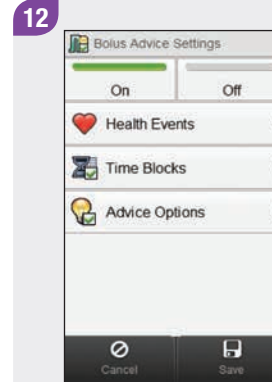 12
Bolus Advice Settings
On
Off
Health Events
Time Blocks
Advice Options
Cancel
Save